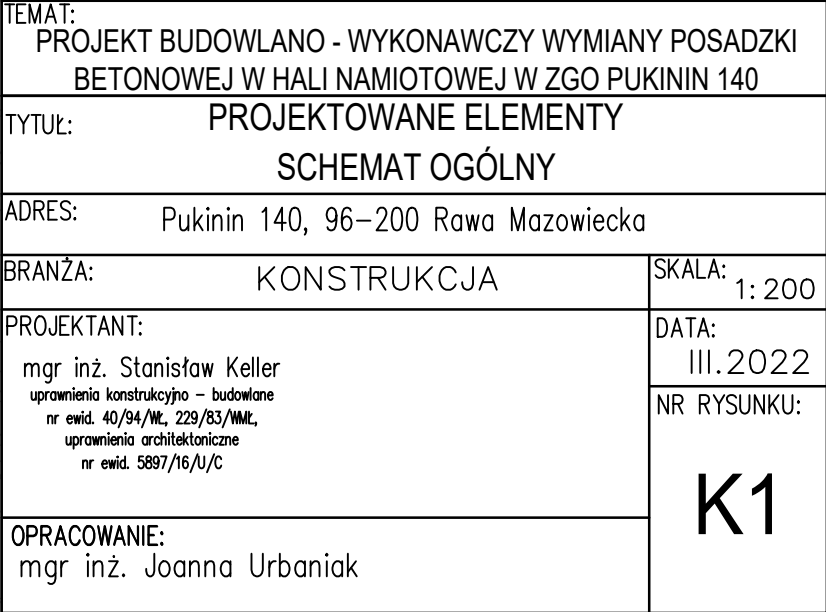 TEMAT:
PROJEKT BUDOWLANO - WYKONAWCZY WYMIANY POSADZKI
BETONOWEJ W HALI NAMIOTOWEJ W ZGO PUKININ 140
TYTUŁ:
PROJEKTOWANE ELEMENTY
SCHEMAT OGÓLNY
ADRES:
Pukinin 140, 96-200 Rawa Mazowiecka
BRANŻA:
KONSTRUKCJA
SKALA:
1:200
PROJEKTANT:
mgr inż. Stanisław Keller
uprawnienia konstrukcyjno - budowlane
nr ewid. 40/94/WŁ, 229/83/WMŁ,
uprawnienia architektoniczne
nr ewid. 5897/16/U/C
DATA:
III.2022
NR RYSUNKU:
K1
OPRACOWANIE:
mgr inż. Joanna Urbaniak